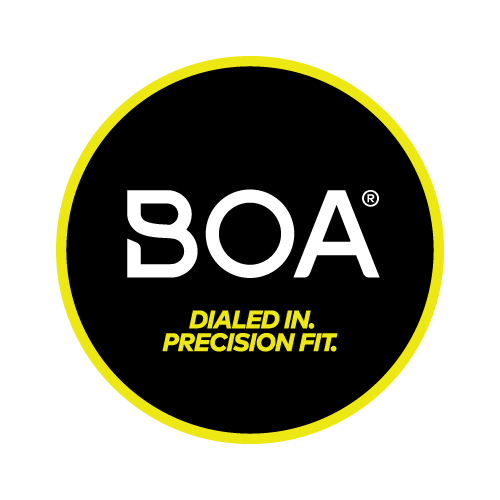 BOA®
DIALED IN.
PRECISION FIT.